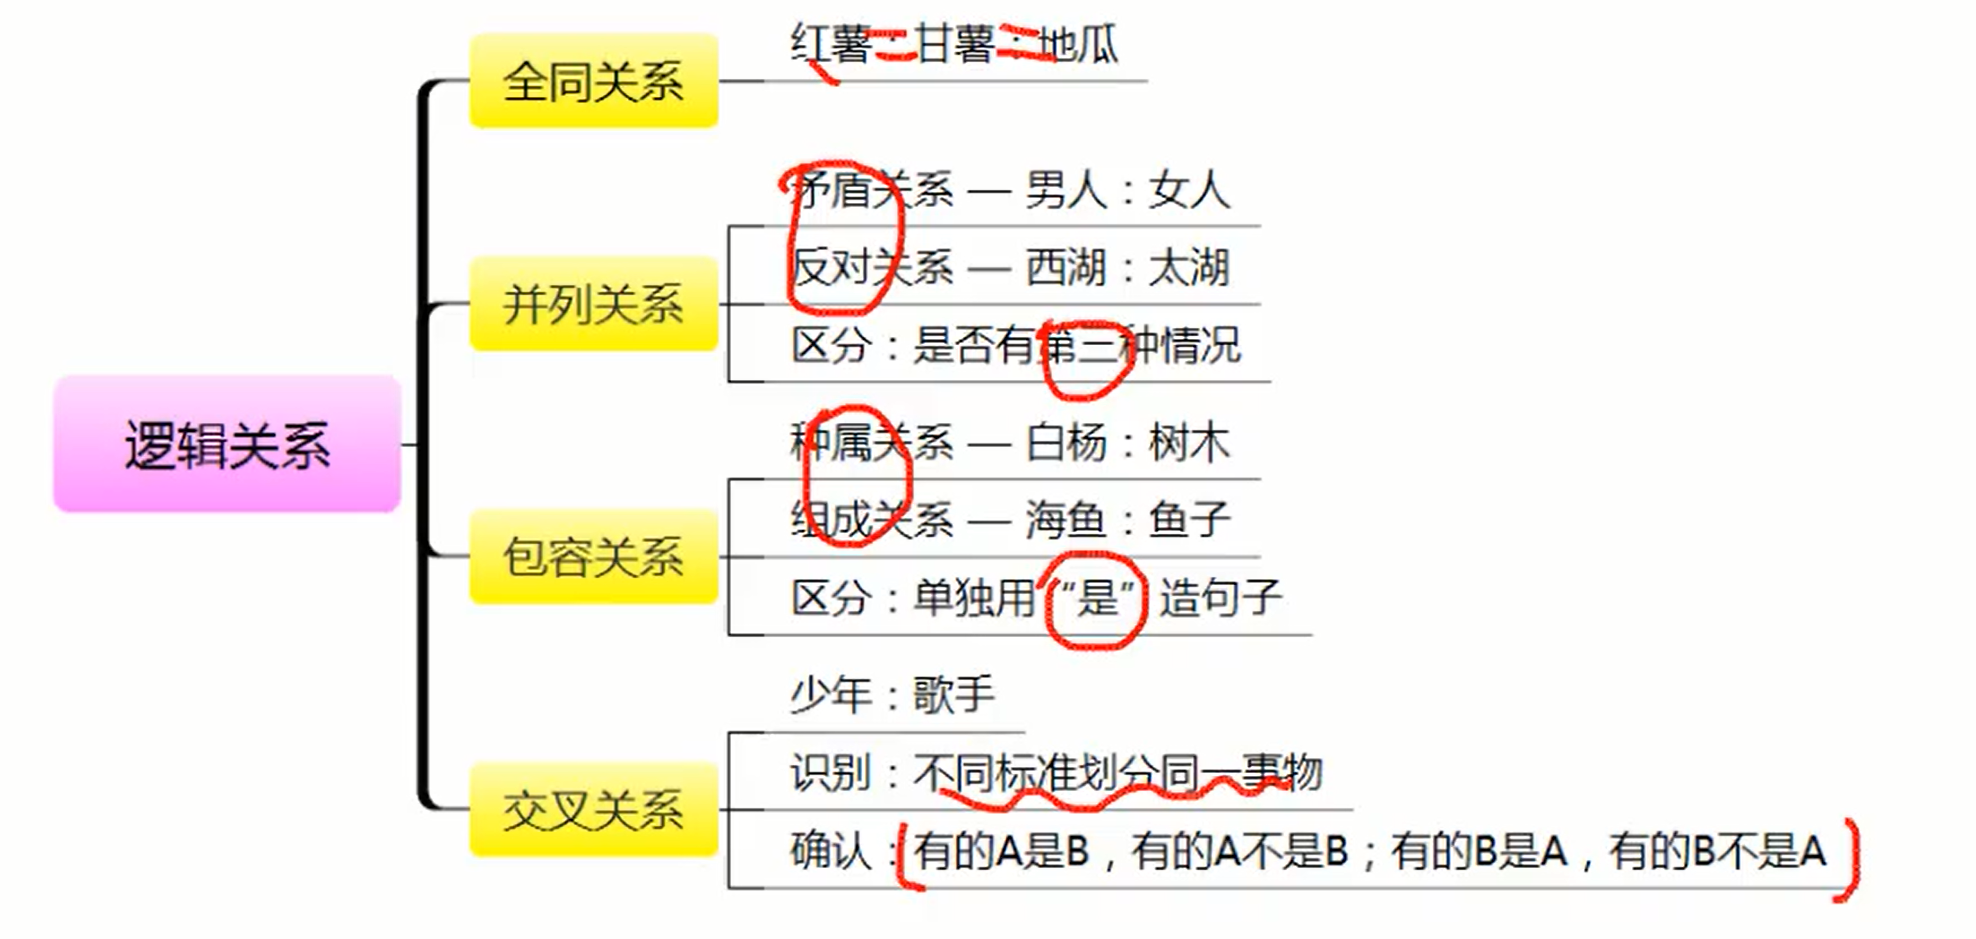 逻辑关系
全同关系
红薯：甘薯：地瓜
并列关系
矛盾关系 — 男人：女人
反对关系 — 西湖：太湖
区分：是否有第三种情况
包容关系
种属关系 — 白杨：树木
组成关系 — 海鱼：鱼子
区分：单独用“是”造句子
交叉关系
少年：歌手
识别：不同标准划分同一事物
确认：有的A是B，有的A不是B；有的B是A，有的B不是A